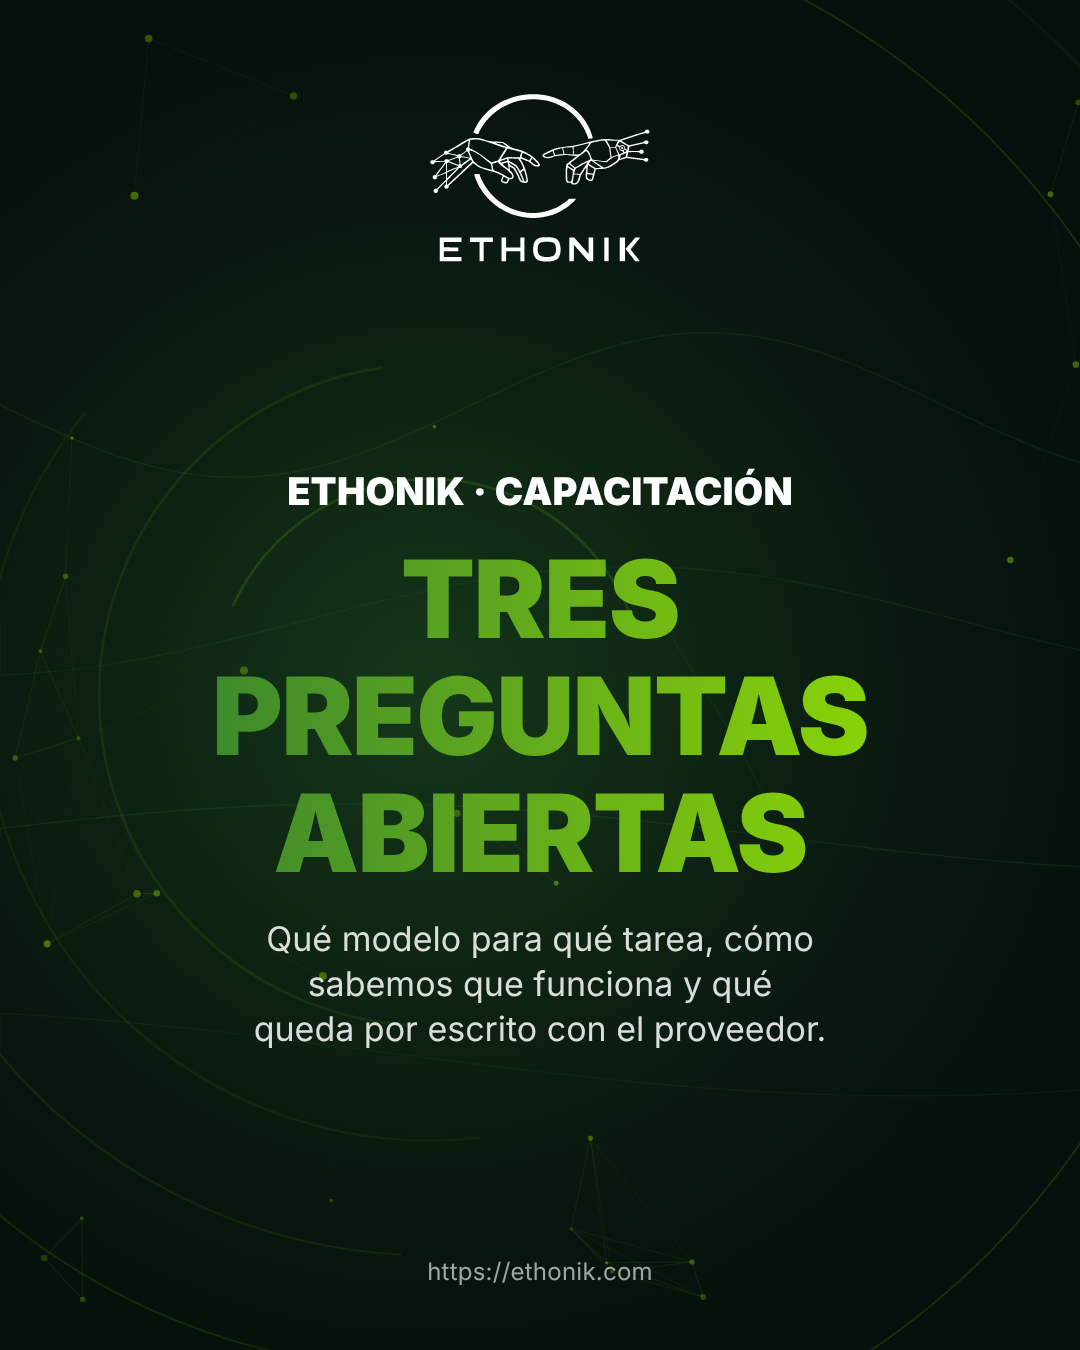 ETHONIK
ETHONIK · CAPACITACIÓN
TRES
PREGUNTAS
ABIERTAS
Qué modelo para qué tarea, cómo
sabemos que funciona y qué
queda por escrito con el proveedor.
https://ethonik.com